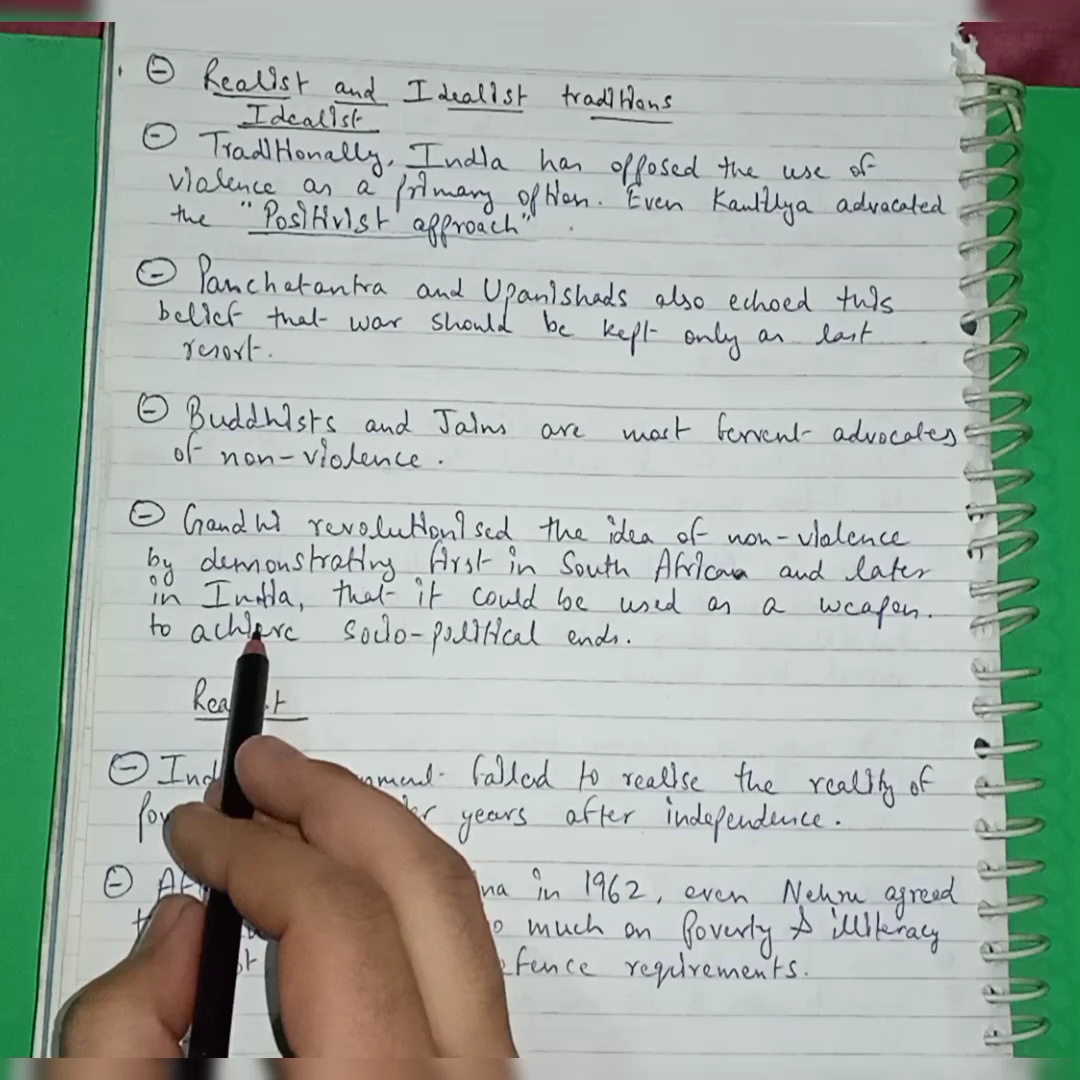 Realist and Idealist traditions
Idealist
Traditionally, India has opposed the use of
violence as a primary option. Even Kautilya advocated
the "Positivist approach".
Panchatantra and Upanishads also echoed this
belief that war should be kept only as last
resort.
Buddhists and Jains are most fervent advocates
of non-violence.
Gandhi revolutionised the idea of non-violence
by demonstrating first in South African and later
in India, that it could be used as a weapon.
to achieve socio-political ends.
failed to realise the reality of
years after independence.
in 1962, even Nehru agreed
much on Poverty & illiteracy
requirements.